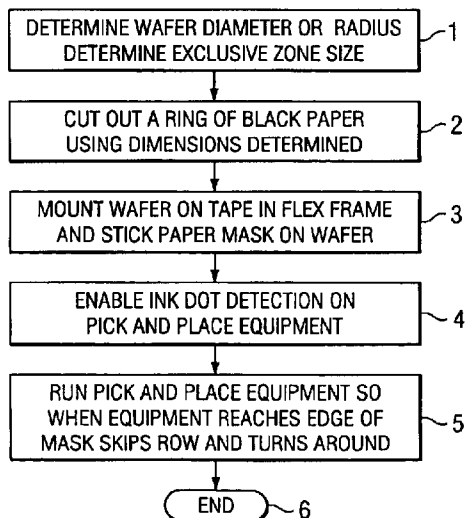 DETERMINE WAFER DIAMETER OR RADIUS
DETERMINE EXCLUSIVE ZONE SIZE
1
CUT OUT A RING OF BLACK PAPER
USING DIMENSIONS DETERMINED
2
MOUNT WAFER ON TAPE IN FLEX FRAME
AND STICK PAPER MASK ON WAFER
3
ENABLE INK DOT DETECTION ON
PICK AND PLACE EQUIPMENT
4
RUN PICK AND PLACE EQUIPMENT SO
WHEN EQUIPMENT REACHES EDGE OF
MASK SKIPS ROW AND TURNS AROUND
5
END
6